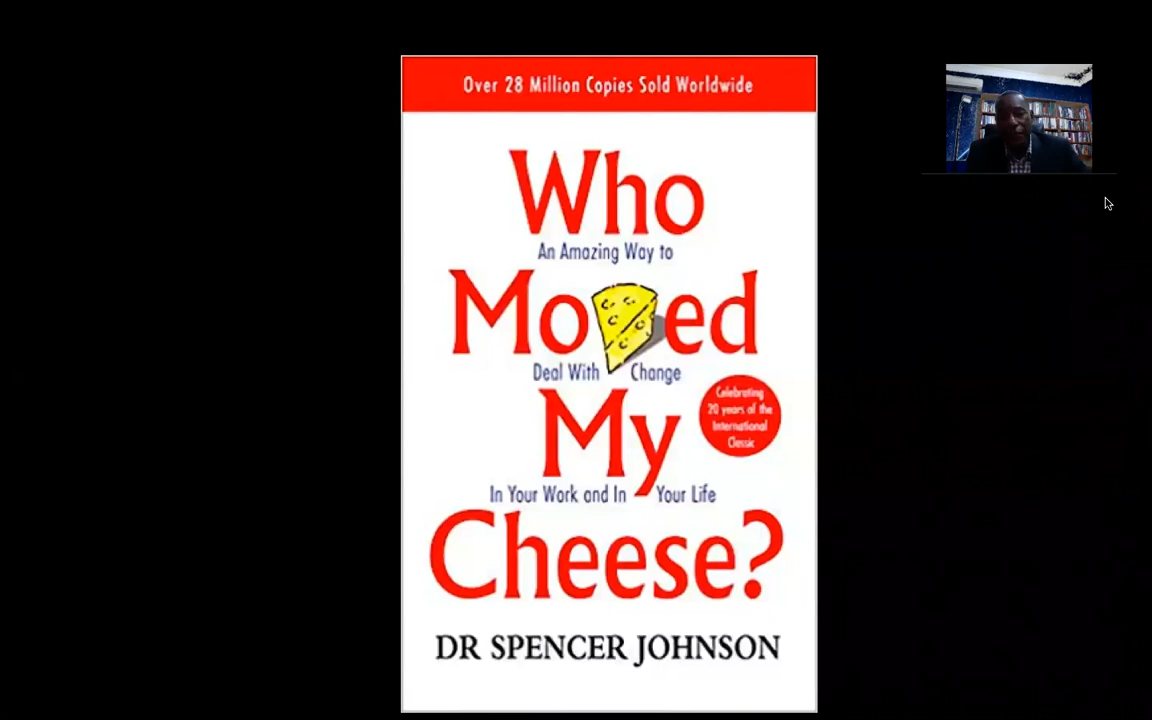 Over 28 Million Copies Sold Worldwide
Who
An Amazing Way to
Moved
Deal With Change
My
Celebrating
20 years of the
International
Classic
In Your Work and In Your Life
Cheese?
DR SPENCER JOHNSON